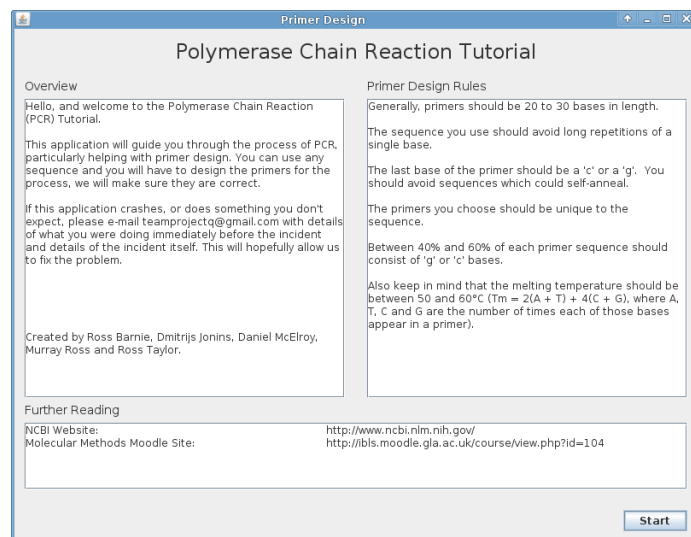 Primer Design
Polymerase Chain Reaction Tutorial
Overview
Hello, and welcome to the Polymerase Chain Reaction
(PCR) Tutorial.
This application will guide you through the process of PCR,
particularly helping with primer design. You can use any
sequence and you will have to design the primers for the
process, we will make sure they are correct.
If this application crashes, or does something you don't
expect, please e-mail teamprojectq@gmail.com with details
of what you were doing immediately before the incident
and details of the incident itself. This will hopefully allow us
to fix the problem.
Created by Ross Barnie, Dmitrijs Jonins, Daniel McElroy,
Murray Ross and Ross Taylor.
Primer Design Rules
Generally, primers should be 20 to 30 bases in length.
The sequence you use should avoid long repetitions of a
single base.
The last base of the primer should be a 'c' or a 'g'.  You
should avoid sequences which could self-anneal.
The primers you choose should be unique to the
sequence.
Between 40% and 60% of each primer sequence should
consist of 'g' or 'c' bases.
Also keep in mind that the melting temperature should be
between 50 and 60°C (Tm = 2(A + T) + 4(C + G), where A,
T, C and G are the number of times each of those bases
appear in a primer).
Further Reading
NCBI Website: http://www.ncbi.nlm.nih.gov/
Molecular Methods Moodle Site: http://ibls.moodle.gla.ac.uk/course/view.php?id=104
Start